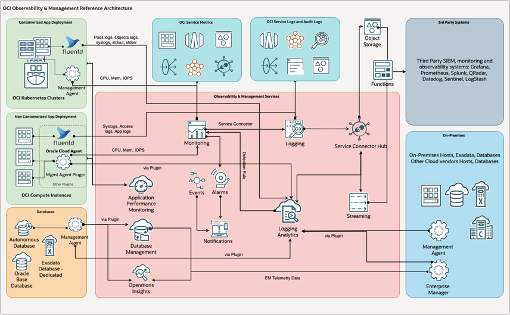 OCI Observability & Management Reference Architecture
Containerized App Deployment
fluentd
Pass logs, Objects logs,
syslogs, stdout, stderr
Management
Agent
CPU, Mem, IOPS
OCI Kubernetes Clusters
OCI Service Metrics
OCI Service Logs and Audit Logs
Object
Storage
Functions
3rd Party Systems
Third Party SIEM, monitoring and
observability systems: Grafana,
Prometheus, Splunk, QRadar,
Datadog, Sentinel, LogStash
Non Containerized App Deployment
fluentd
Oracle Cloud Agent
Mgmt Agent Plugin
Other Plugins
OCI Compute Instances
Syslogs, Access
logs, App logs
CPU, Mem, IOPS
Observability & Management Services
Monitoring
Service Connector
Logging
Service Connector Hub
Detection Rule
via Plugin
Application
Performance
Monitoring
Events
Alarms
Notifications
Logging
Analytics
Streaming
On-Premises
On-Premises Hosts, Exadata, Databases
Other Cloud vendors Hosts, Databases
Management
Agent
Enterprise
Manager
Databases
Autonomous
Database
Exadata
Database -
Dedicated
Oracle
Base
Database
Management
Agent
via Plugin
Database
Management
via Plugin
via Plugin
Operations
Insights
EM Telemetry Data